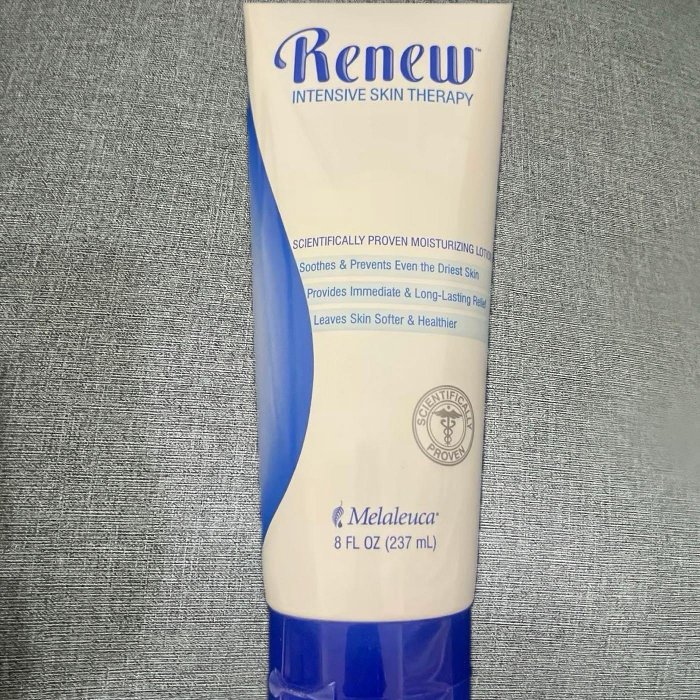 Renew™
INTENSIVE SKIN THERAPY
SCIENTIFICALLY PROVEN MOISTURIZING LOTION
Soothes & Prevents Even the Driest Skin
Provides Immediate & Long-Lasting Relief
Leaves Skin Softer & Healthier
SCIENTIFICALLY
PROVEN
Melaleuca®
8 FL OZ (237 mL)